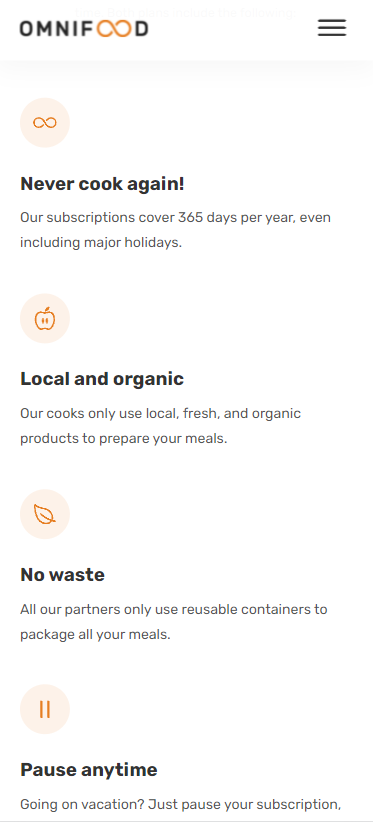 OMNIFOOD
Never cook again!
Our subscriptions cover 365 days per year, even
including major holidays.
Local and organic
Our cooks only use local, fresh, and organic
products to prepare your meals.
No waste
All our partners only use reusable containers to
package all your meals.
Pause anytime
Going on vacation? Just pause your subscription,